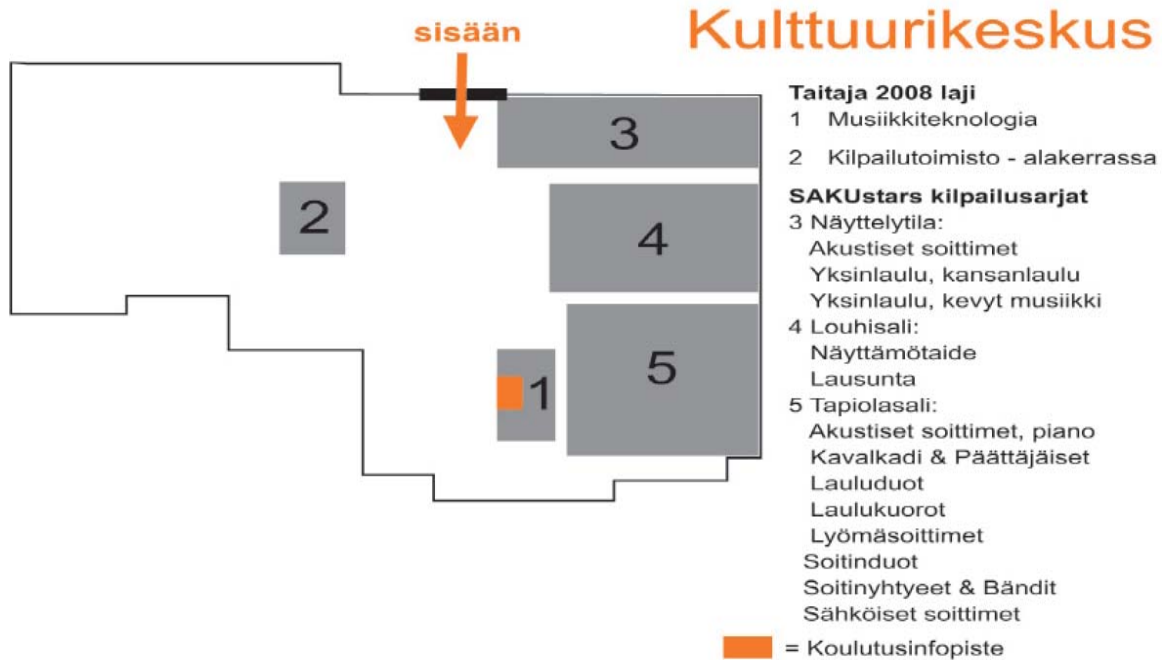 Kulttuurikeskus
sisään
3
2
4
1
5
Taitaja 2008 laji
1 Musiikkiteknologia
2 Kilpailutoimisto - alakerrassa
SAKUstars kilpailusarjat
3 Näyttelytila:
Akustiset soittimet
Yksinlaulu, kansanlaulu
Yksinlaulu, kevyt musiikki
4 Louhisali:
Näyttämötaide
Lausunta
5 Tapiolasali:
Akustiset soittimet, piano
Kavalkadi & Päättäjäiset
Lauluduot
Laulukuorot
Lyömäsoittimet
Soitinduot
Soitinyhtyeet & Bändit
Sähköiset soittimet
= Koulutusinfopiste